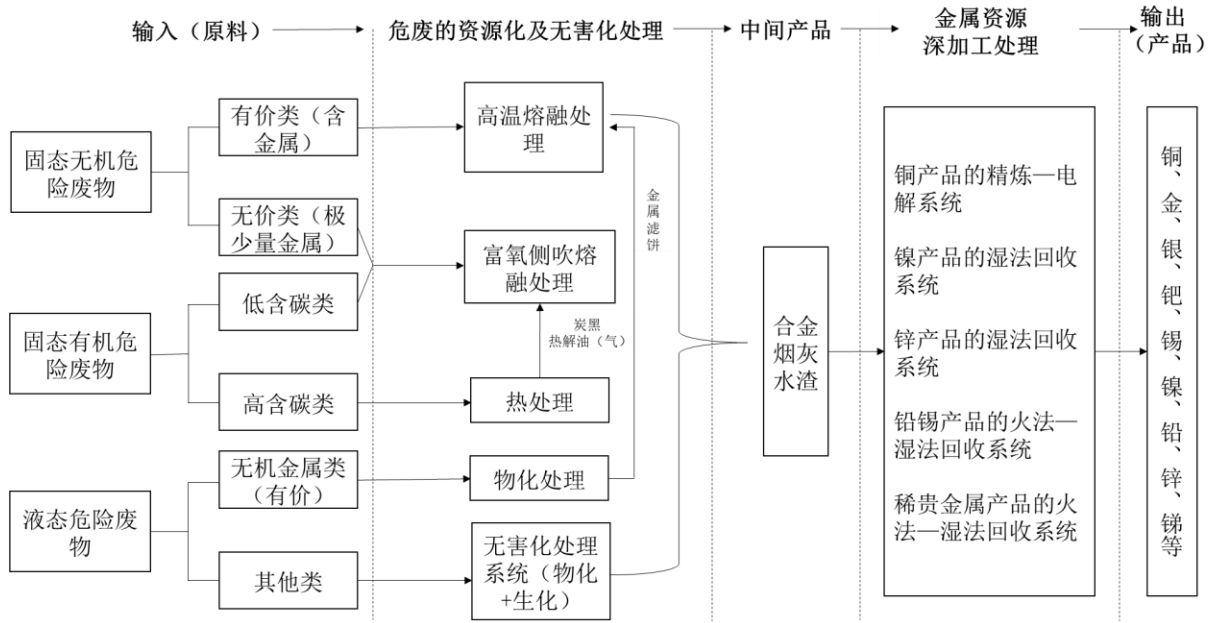 输入（原料）
危废的资源化及无害化处理
中间产品
金属资源
深加工处理
输出
（产品）
固态无机危
险废物
有价类（含
金属）
无价类（极
少量金属）
固态有机危
险废物
低含碳类
高含碳类
液态危险废
物
无机金属类
（有价）
其他类
高温熔融处
理
金属滤饼
富氧侧吹熔
融处理
炭黑
热解油（气）
热处理
物化处理
无害化处理
系统（物化
+生化）
合金
烟灰
水渣
铜产品的精炼—电
解系统
镍产品的湿法回收
系统
锌产品的湿法回收
系统
铅锡产品的火法—
湿法回收系统
稀贵金属产品的火
法—湿法回收系统
铜、金、银、钯、锡、镍、铅、锌、锑等